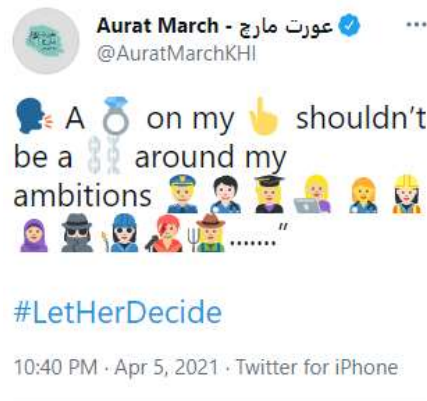 Aurat March - عورت مارچ
@AuratMarchKHI
🗣️ A 💍 on my 👆 shouldn't
be a ⛓️ around my
ambitions 👮🏼‍♀️👩🏻‍✈️👩🏼‍🎓👩🏼‍💻 👩🏼‍✈️👷🏼‍♀️
🧕🏼🕵🏼‍♀️👩🏼‍🏭👩🏼‍🎤👩🏼‍🌾......."
#LetHerDecide
10:40 PM · Apr 5, 2021 · Twitter for iPhone